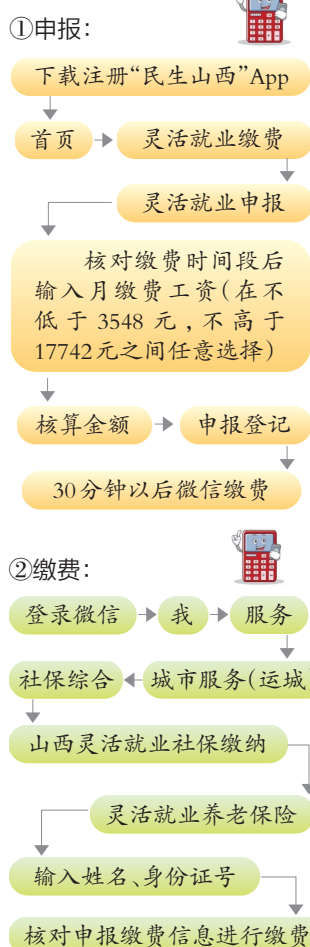 ①申报：
下载注册“民生山西”App
首页
灵活就业缴费
灵活就业申报
核对缴费时间段后
输入月缴费工资(在不
低于3548元，不高于
17742元之间任意选择)
核算金额
申报登记
30分钟以后微信缴费
②缴费：
登录微信
我
服务
城市服务(运城)
社保综合
山西灵活就业社保缴纳
灵活就业养老保险
输入姓名、身份证号
核对申报缴费信息进行缴费